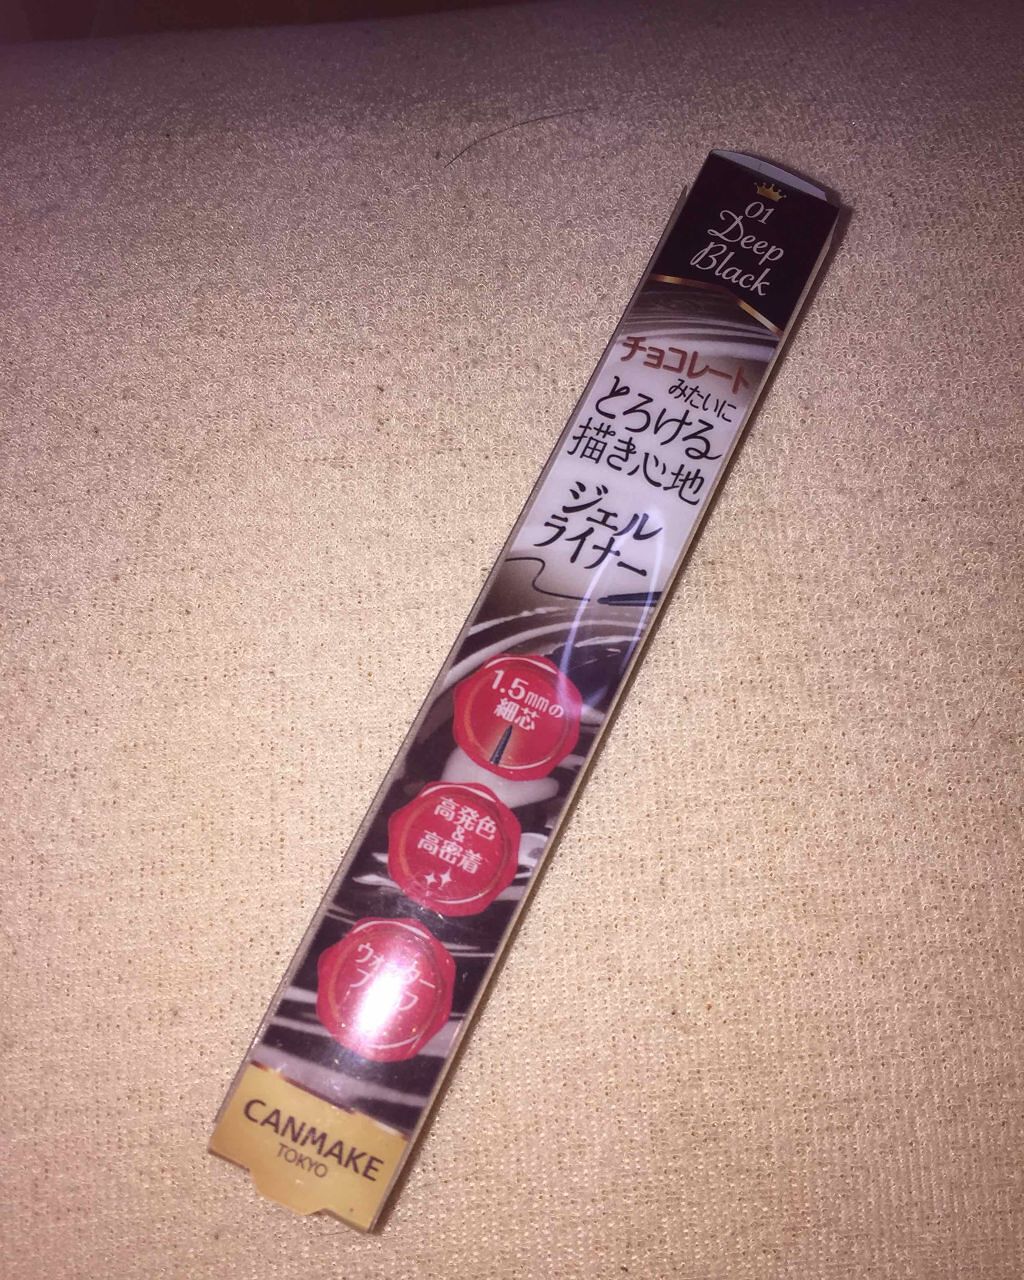 01
Deep
Black
チョコレート
みたいに
とろける
描き心地
ジェル
ライナー
1.5mmの
細芯
高発色
&
高密着
ウォーター
プルーフ
CANMAKE
TOKYO